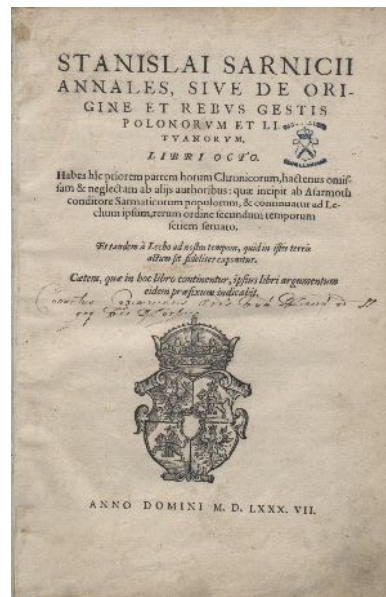 STANISLAI SARNICII
ANNALES, SIVE DE ORI-
GINE ET REBVS GESTIS
POLONORVM ET LI-
TVANORVM,
LIBRI OCTO.
Habes hîc priorem partem horum Chronicorum, hactenus omis-
sam & neglectam ab alijs authoribus: quæ incipit ab Asarmoth
conditore Sarmaticorum populorum, & continuatur ad Le-
chum ipsum, rerum ordine secundum temporum
seriem seruato.
Et tandem à Lecho ad nostra tempora, quid in istis terris
actum sit fideliter exponitur.
Cætera, quæ in hoc libro continentur, ipsius libri argumentum
eidem præfixum indicabit.
ANNO DOMINI M. D. LXXX. VII.